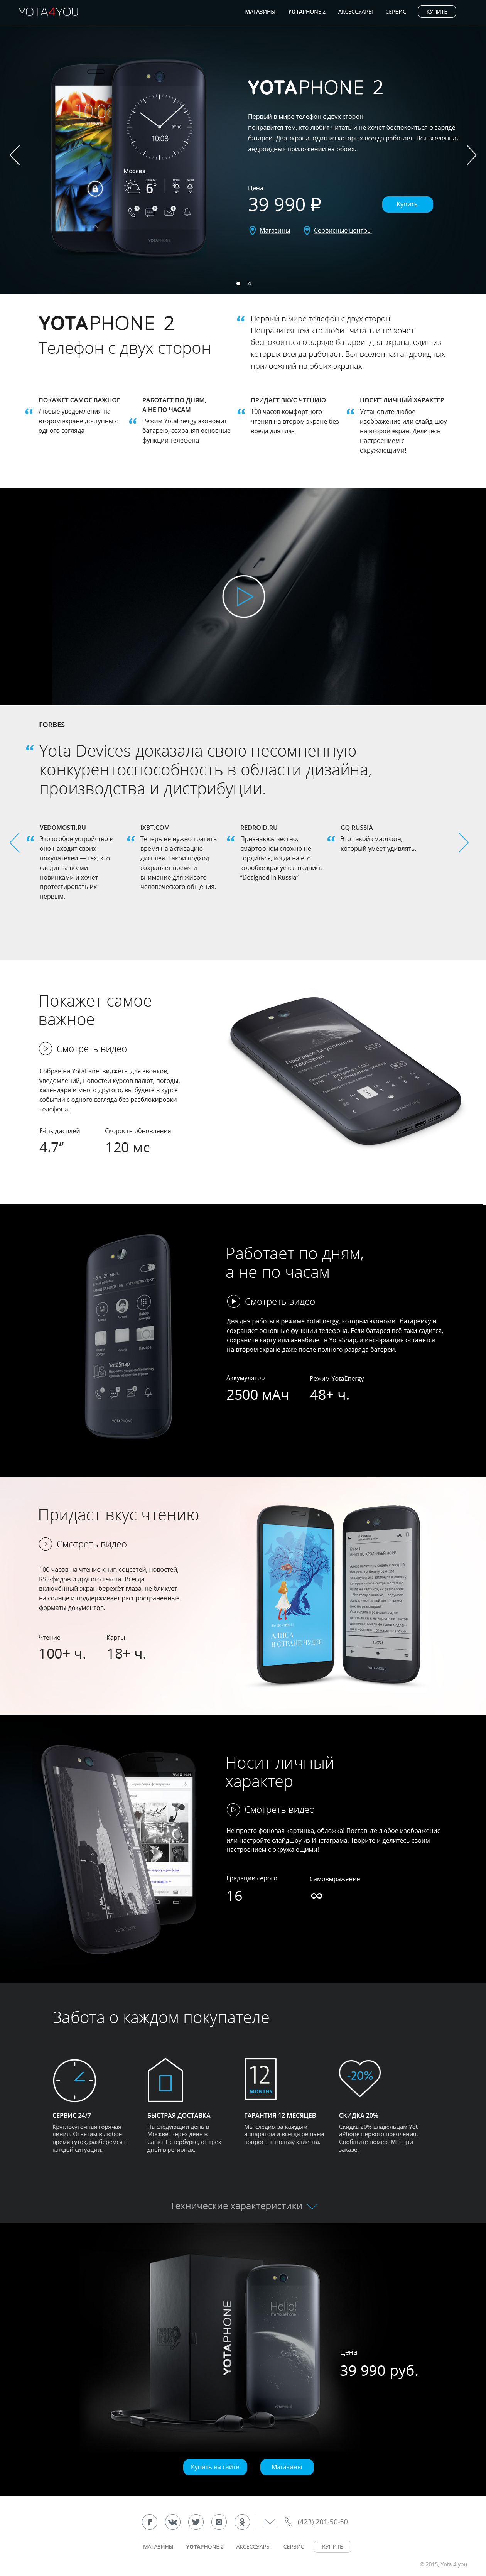 YOTA4YOU
МАГАЗИНЫ YOTAPHONE 2 АКСЕССУАРЫ СЕРВИС КУПИТЬ
YOTAPHONE 2
Первый в мире телефон с двух сторон
понравится тем, кто любит читать и не хочет беспокоиться о заряде
батареи. Два экрана, один из которых всегда работает. Вся вселенная
андроидных приложений на обоих.
10:08
ВТ 10
Москва
6°
Цена
39 990 ₽
Купить
Магазины Сервисные центры
YOTAPHONE 2
Телефон с двух сторон
Первый в мире телефон с двух сторон.
Понравится тем кто любит читать и не хочет
беспокоиться о заряде батареи. Два экрана, один из
которых всегда работает. Вся вселенная андроидных
приложений на обоих экранах
ПОКАЖЕТ САМОЕ ВАЖНОЕ
Любые уведомления на
втором экране доступны с
одного взгляда
РАБОТАЕТ ПО ДНЯМ,
А НЕ ПО ЧАСАМ
Режим YotaEnergy экономит
батарею, сохраняя основные
функции телефона
ПРИДАЁТ ВКУС ЧТЕНИЮ
100 часов комфортного
чтения на втором экране без
вреда для глаз
НОСИТ ЛИЧНЫЙ ХАРАКТЕР
Установите любое
изображение или слайд-шоу
на второй экран. Делитесь
настроением с
окружающими!
FORBES
Yota Devices доказала свою несомненную
конкурентоспособность в области дизайна,
производства и дистрибуции.
VEDOMOSTI.RU
Это особое устройство и
оно находит своих
покупателей — тех, кто
следит за всеми
новинками и хочет
протестировать их
первым.
IXBT.COM
Теперь не нужно тратить
время на активацию
дисплея. Такой подход
сохраняет время и
внимание для живого
человеческого общения.
REDROID.RU
Признаюсь честно,
смартфоном сложно не
гордиться, когда на его
коробке красуется надпись
“Designed in Russia”
GQ RUSSIA
Это такой смартфон,
который умеет удивлять.
Покажет самое
важное
Смотреть видео
Собрав на YotaPanel виджеты для звонков,
уведомлений, новостей курсов валют, погоды,
календаря и много другого, вы будете в курсе
событий с одного взгляда без разблокировки
телефона.
E-ink дисплей
4.7“
Скорость обновления
120 мс
Прогресс-М успешно
стартовал
Работает по дням,
а не по часам
Смотреть видео
Два дня работы в режиме YotaEnergy, который экономит батарейку и
сохраняет основные функции телефона. Если батарея всё-таки садится,
сохраните карту или авиабилет в YotaSnap, и информация останется
на втором экране даже после полного разряда батереи.
Аккумулятор
2500 мАч
Режим YotaEnergy
48+ ч.
YotaSnap
Придаст вкус чтению
Смотреть видео
100 часов на чтение книг, соцсетей, новостей,
RSS-фидов и другого текста. Всегда
включённый экран бережёт глаза, не бликует
на солнце и поддерживает распространенные
форматы документов.
Чтение
100+ ч.
Карты
18+ ч.
АЛИСА
В СТРАНЕ ЧУДЕС
Носит личный
характер
Смотреть видео
Не просто фоновая картинка, обложка! Поставьте любое изображение
или настройте слайдшоу из Инстаграма. Творите и делитесь своим
настроением с окружающими!
Градации серого
16
Самовыражение
∞
Забота о каждом покупателе
12
MONTHS
-20%
СЕРВИС 24/7
Круглосуточная горячая
линия. Ответим в любое
время суток, разберёмся в
каждой ситуации.
БЫСТРАЯ ДОСТАВКА
На следующий день в
Москве, через день в
Санкт-Петербурге, от трёх
дней в регионах.
ГАРАНТИЯ 12 МЕСЯЦЕВ
Мы следим за каждым
аппаратом и всегда решаем
вопросы в пользу клиента.
СКИДКА 20%
Скидка 20% владельцам Yot-
aPhone первого поколения.
Сообщите номер IMEI при
заказе.
Технические характеристики
YOTAPHONE
Hello!
Цена
39 990 руб.
Купить на сайте Магазины
(423) 201-50-50
МАГАЗИНЫ YOTAPHONE 2 АКСЕССУАРЫ СЕРВИС КУПИТЬ
© 2015, Yota 4 you